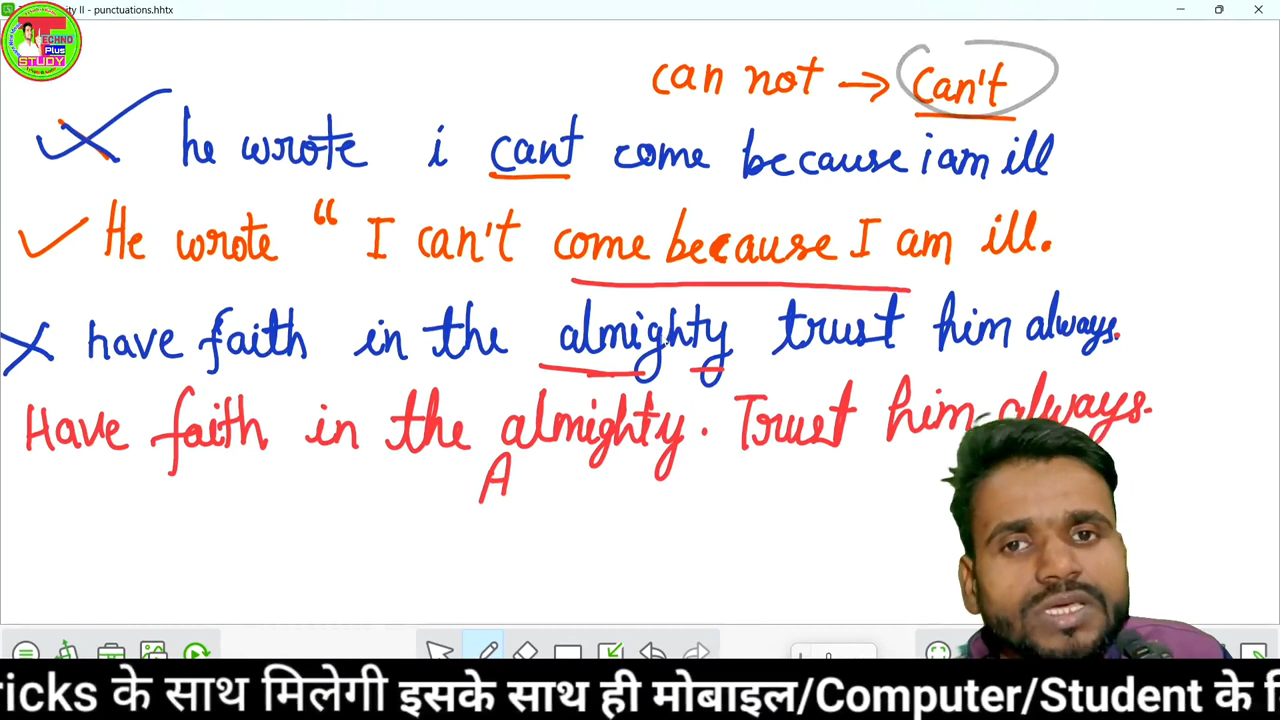 ity II - punctuations.hhtx
TECHNO
Plus
STUDY
can not → Can't
he wrote i cant come because i am ill
He wrote “ I can't come because I am ill.
have faith in the almighty trust him always.
Have faith in the almighty. Trust him always.
A
ricks के साथ मिलेगी इसके साथ ही मोबाइल/Computer/Student के